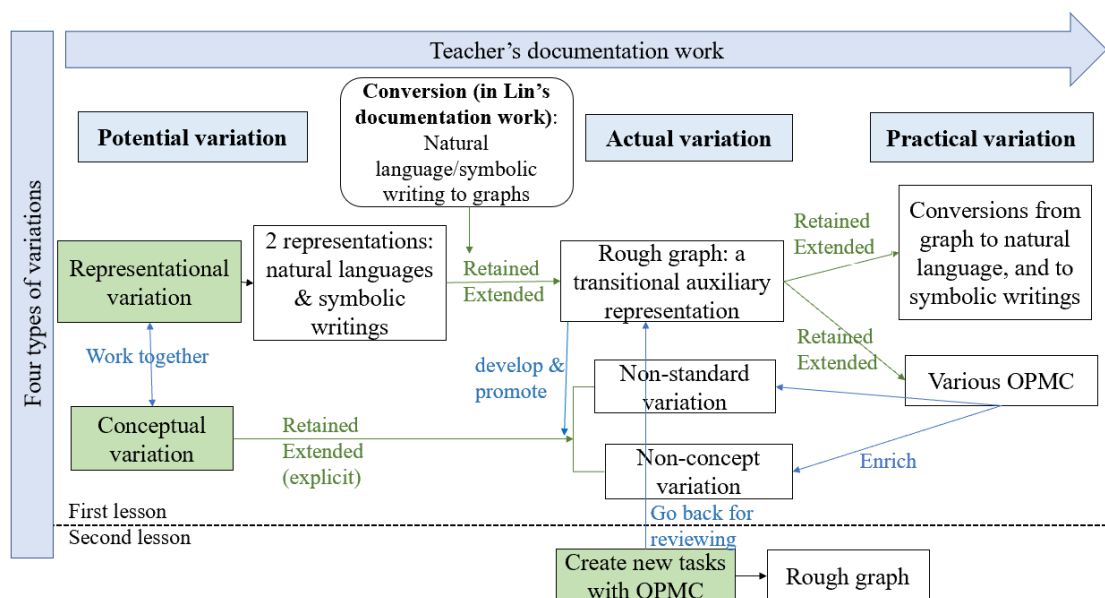 Teacher's documentation work
Four types of variations
Potential variation
Conversion (in Lin's
documentation work):
Natural
language/symbolic
writing to graphs
Actual variation
Practical variation
Representational
variation
2 representations:
natural languages
& symbolic
writings
Retained
Extended
Rough graph: a
transitional auxiliary
representation
Retained
Extended
Conversions from
graph to natural
language, and to
symbolic writings
Work together
develop &
promote
Non-standard
variation
Retained
Extended
Various OPMC
Conceptual
variation
Retained
Extended
(explicit)
Non-concept
variation
Enrich
First lesson
Second lesson
Go back for
reviewing
Create new tasks
with OPMC
Rough graph